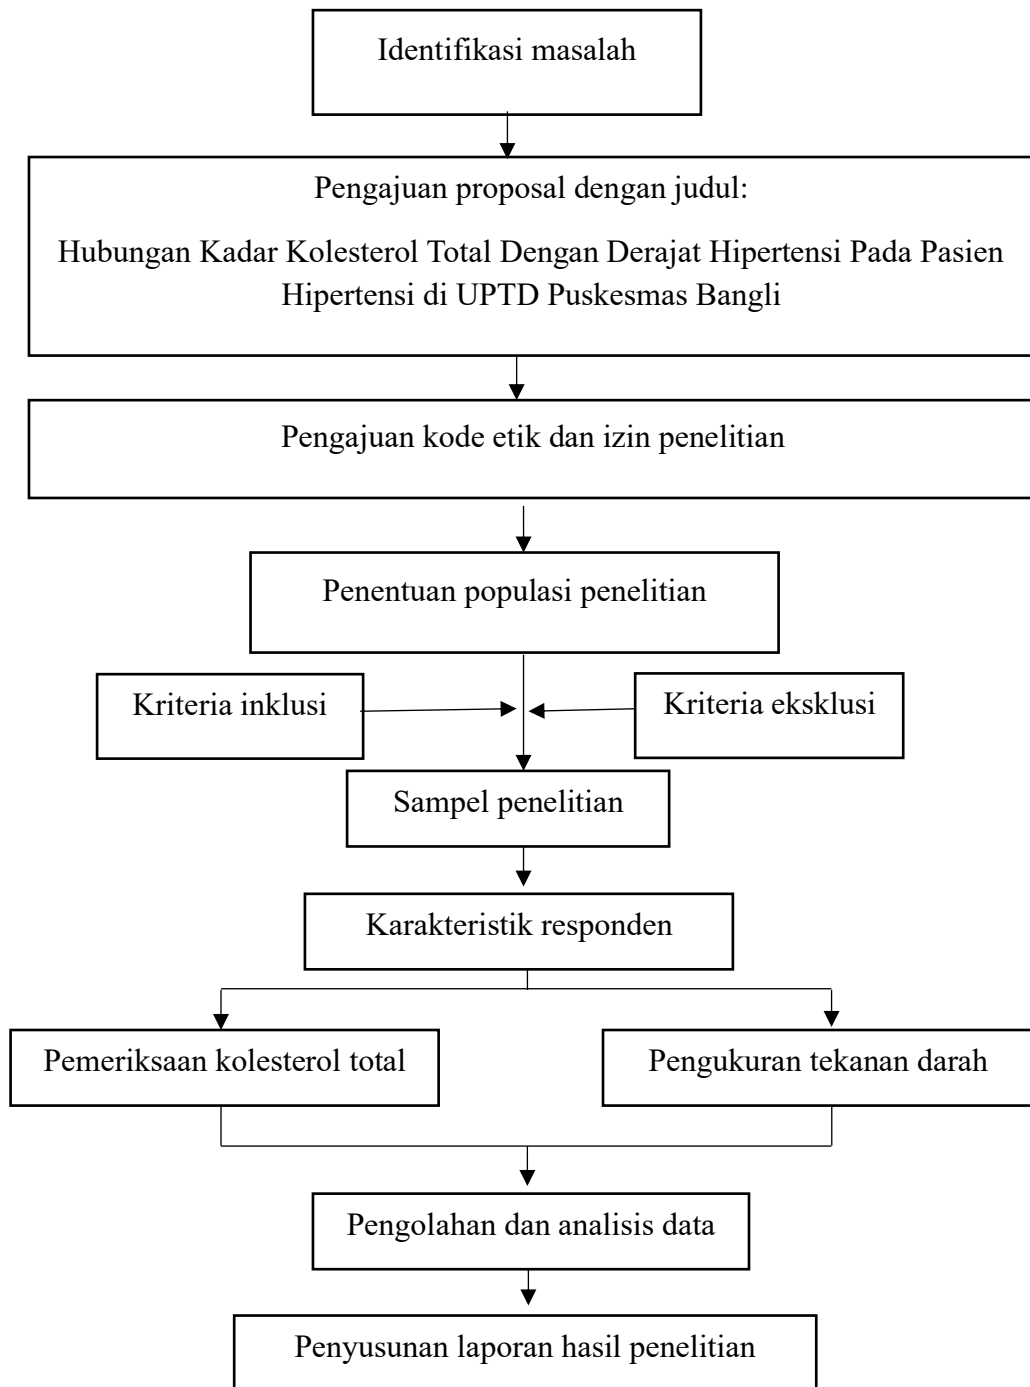 Identifikasi masalah
Pengajuan proposal dengan judul:
Hubungan Kadar Kolesterol Total Dengan Derajat Hipertensi Pada Pasien
Hipertensi di UPTD Puskesmas Bangli
Pengajuan kode etik dan izin penelitian
Penentuan populasi penelitian
Kriteria inklusi
Kriteria eksklusi
Sampel penelitian
Karakteristik responden
Pemeriksaan kolesterol total
Pengukuran tekanan darah
Pengolahan dan analisis data
Penyusunan laporan hasil penelitian